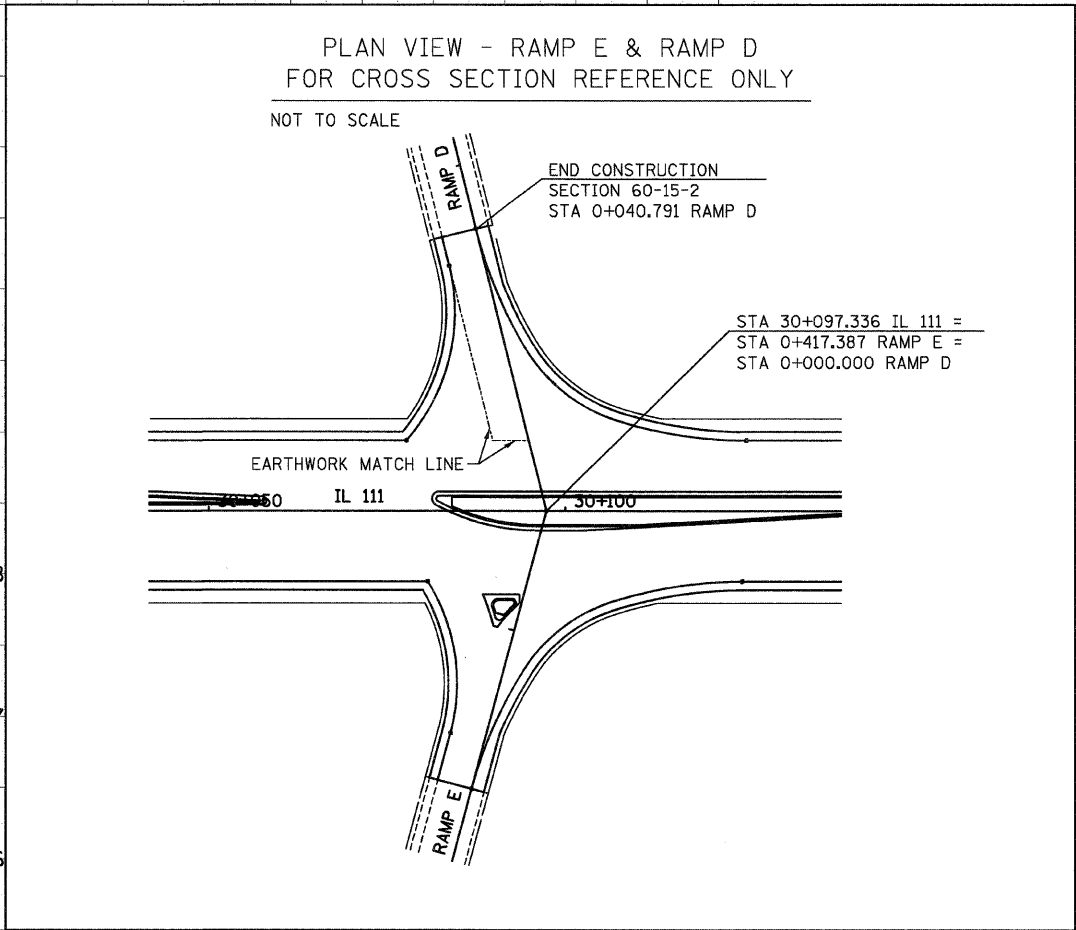 PLAN VIEW - RAMP E & RAMP D
FOR CROSS SECTION REFERENCE ONLY
NOT TO SCALE
RAMP D
END CONSTRUCTION
SECTION 60-15-2
STA 0+040.791 RAMP D
STA 30+097.336 IL 111 =
STA 0+417.387 RAMP E =
STA 0+000.000 RAMP D
EARTHWORK MATCH LINE
30+050
IL 111
30+100
RAMP E